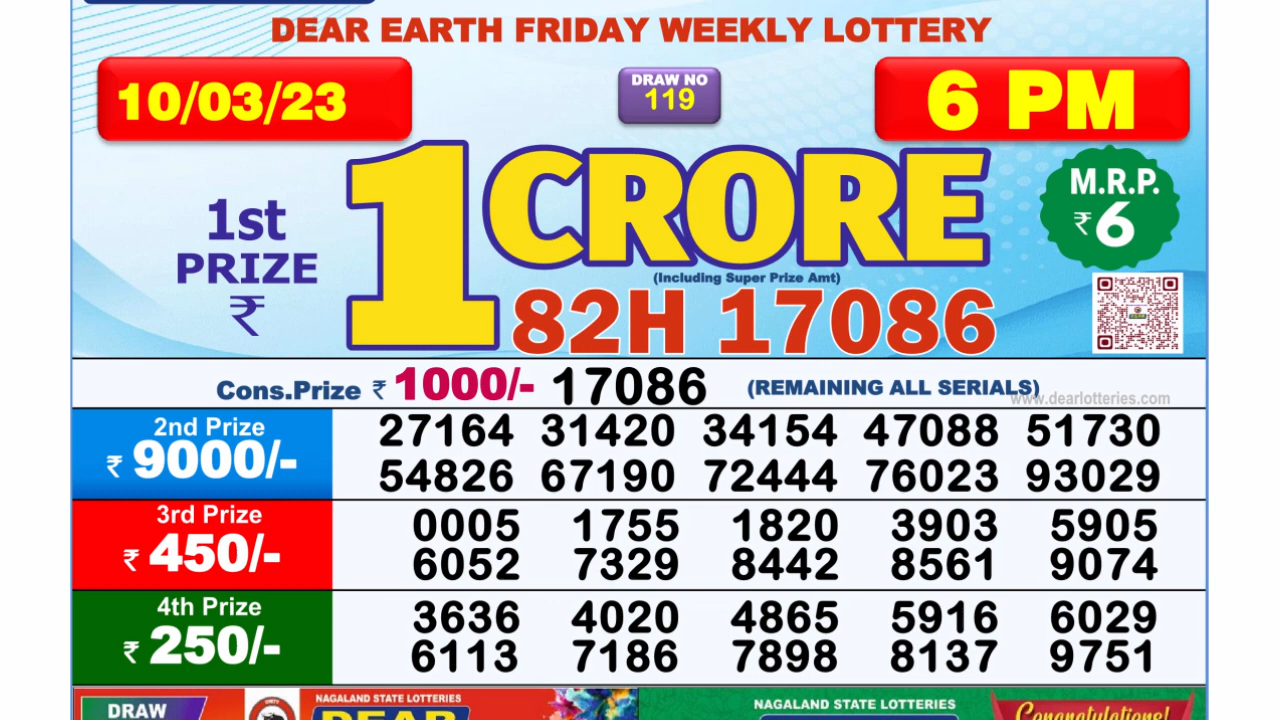 DEAR EARTH FRIDAY WEEKLY LOTTERY
10/03/23
DRAW NO
119
6 PM
1st
PRIZE
₹
1 CRORE
(Including Super Prize Amt)
82H 17086
M.R.P.
₹6
Cons.Prize ₹ 1000/- 17086 (REMAINING ALL SERIALS)
www.dearlotteries.com
2nd Prize
₹ 9000/-
27164 31420 34154 47088 51730
54826 67190 72444 76023 93029
3rd Prize
₹ 450/-
0005 1755 1820 3903 5905
6052 7329 8442 8561 9074
4th Prize
₹ 250/-
3636 4020 4865 5916 6029
6113 7186 7898 8137 9751
DRAW
NAGALAND STATE LOTTERIES
DEAR
NAGALAND STATE LOTTERIES
Congratulations!